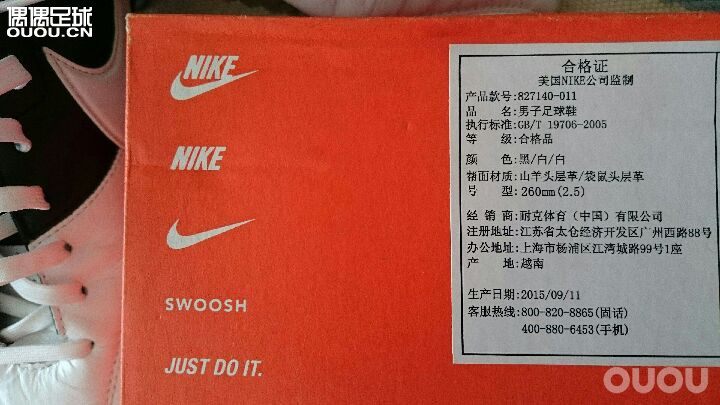 偶偶足球
OUOU.CN
NIKE
NIKE
SWOOSH
JUST DO IT.
合格证
美国NIKE公司监制
产品款号:827140-011
品 名:男子足球鞋
执行标准:GB/T 19706-2005
等 级:合格品
颜 色:黑/白/白
鞋面材质:山羊头层革/袋鼠头层革
号 型:260mm(2.5)
经 销 商:耐克体育（中国）有限公司
注册地址:江苏省太仓经济开发区广州西路88号
办公地址:上海市杨浦区江湾城路99号1座
产 地:越南
生产日期:2015/09/11
客服热线:800-820-8865(固话)
400-880-6453(手机)
OUOU